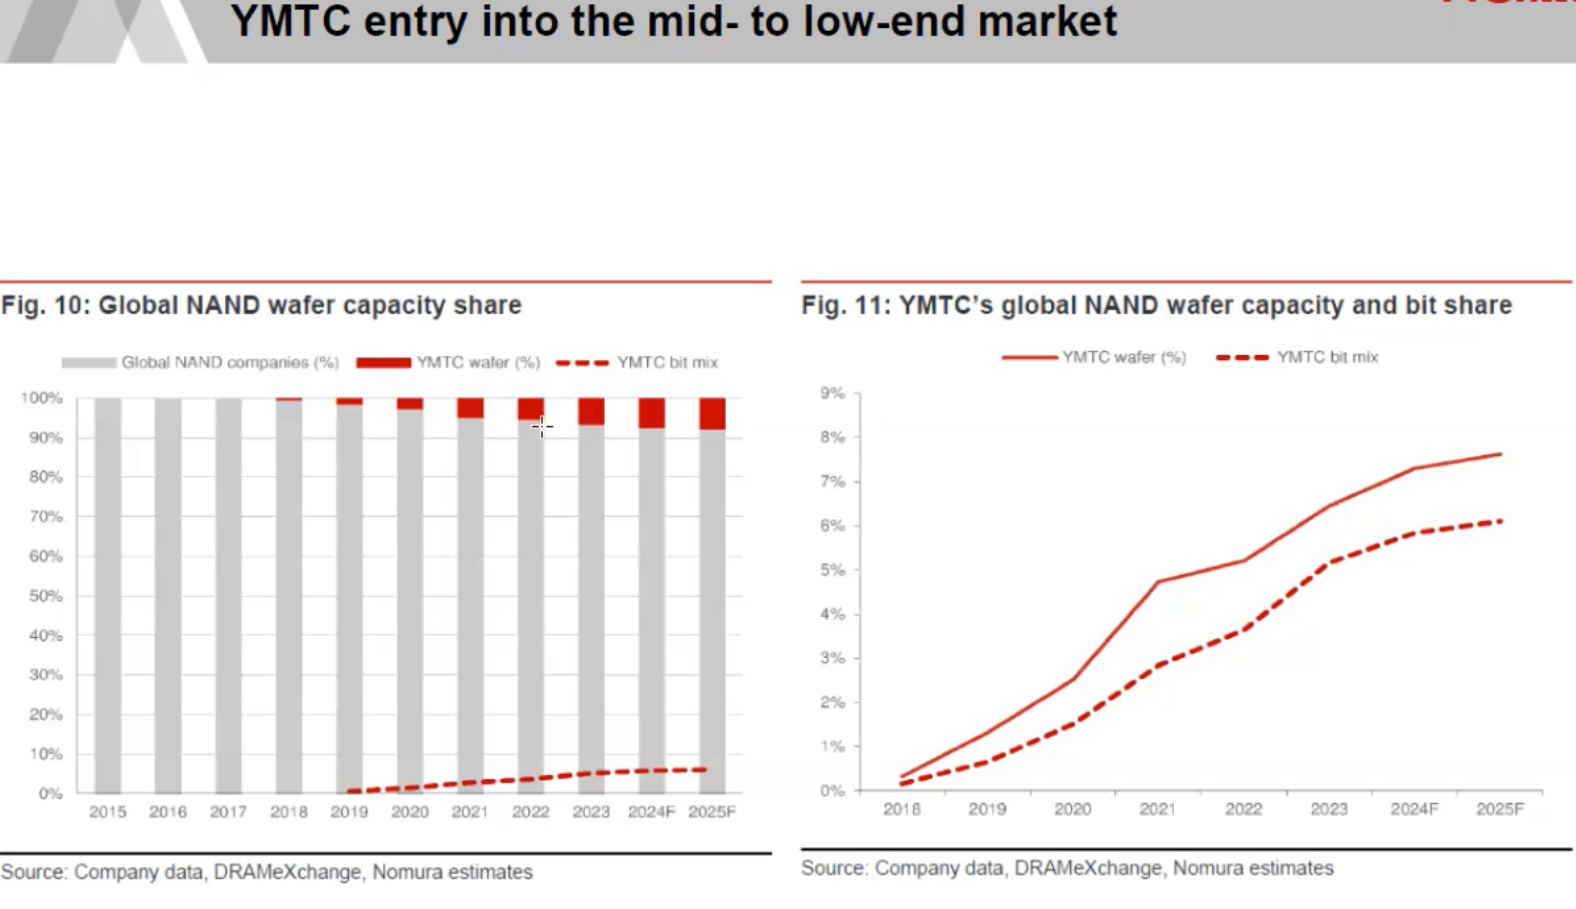 YMTC entry into the mid- to low-end market
Fig. 10: Global NAND wafer capacity share
Global NAND companies (%) YMTC wafer (%) YMTC bit mix
100%
90%
80%
70%
60%
50%
40%
30%
20%
10%
0%
2015 2016 2017 2018 2019 2020 2021 2022 2023 2024F 2025F
Source: Company data, DRAMeXchange, Nomura estimates
Fig. 11: YMTC's global NAND wafer capacity and bit share
YMTC wafer (%) YMTC bit mix
9%
8%
7%
6%
5%
4%
3%
2%
1%
0%
2018 2019 2020 2021 2022 2023 2024F 2025F
Source: Company data, DRAMeXchange, Nomura estimates